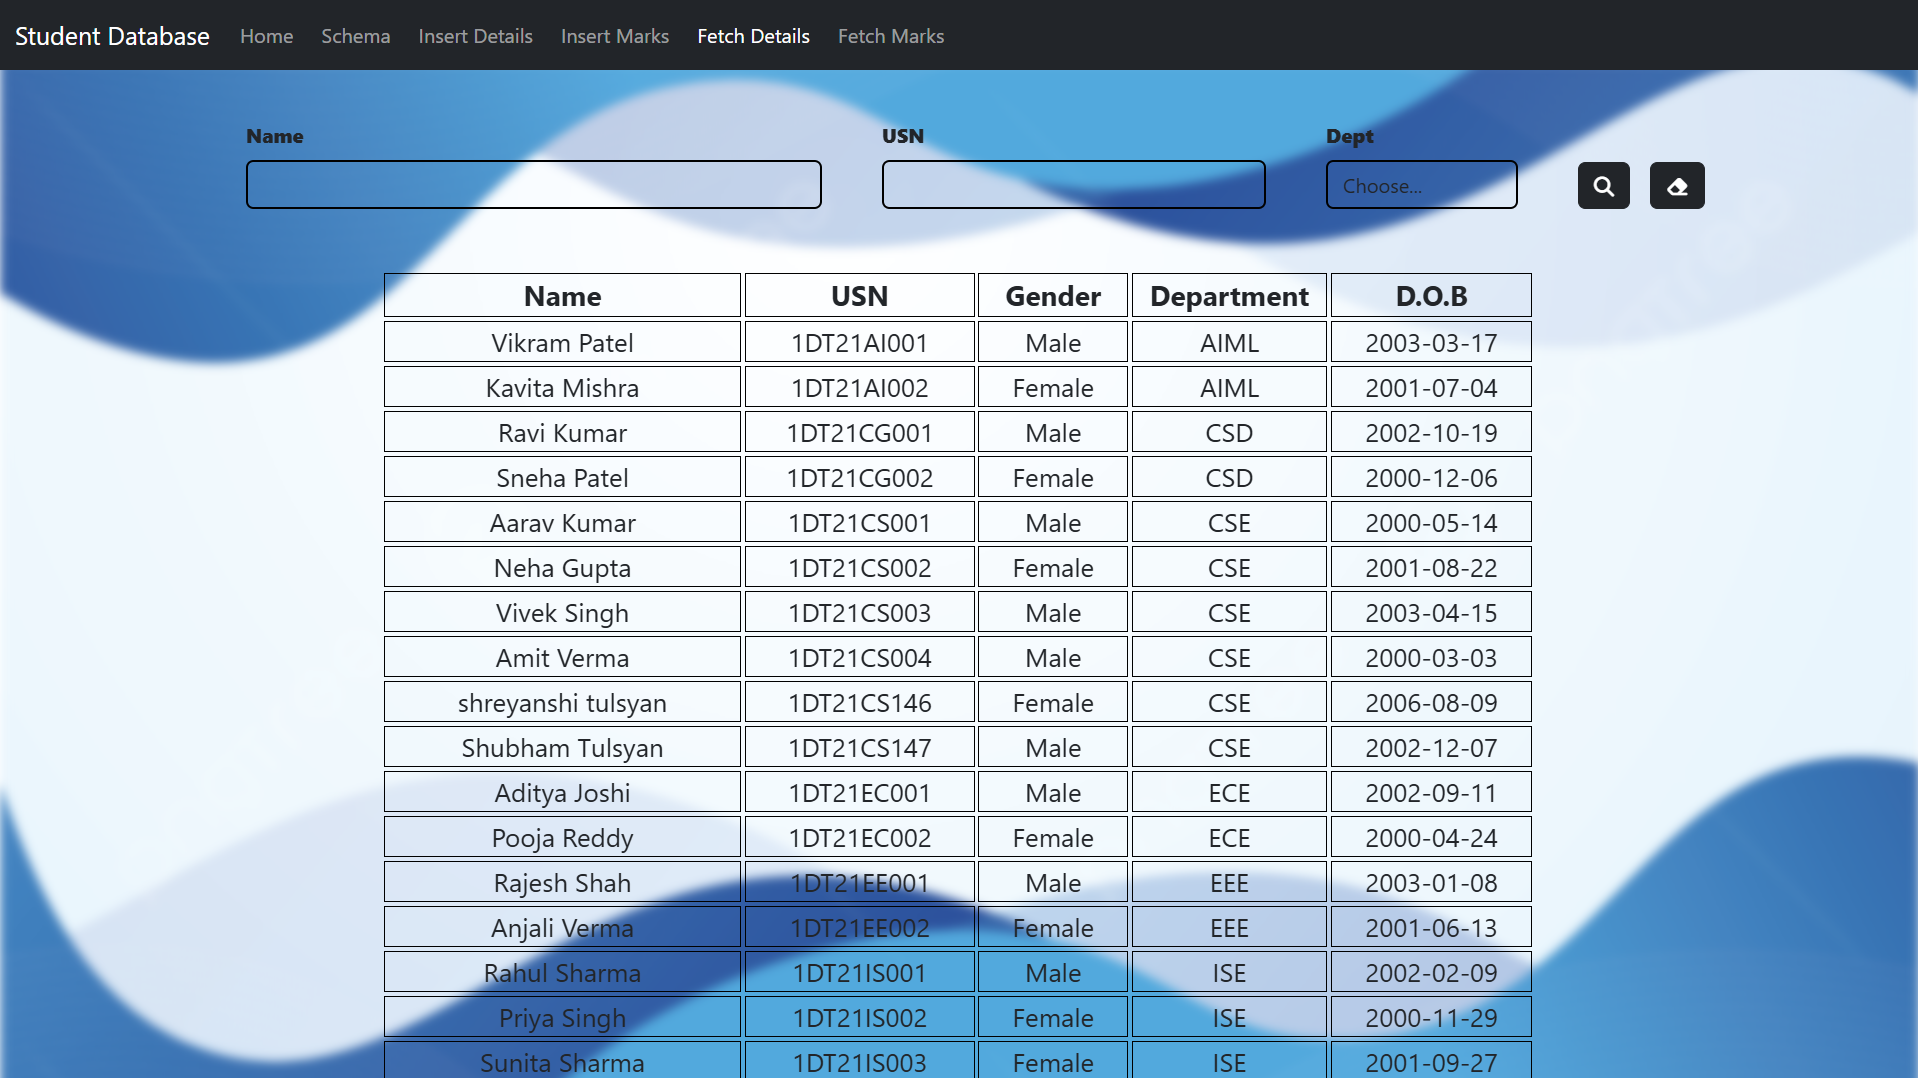 Student Database Home Schema Insert Details Insert Marks Fetch Details Fetch Marks
Name USN Dept
Choose...
Name USN Gender Department D.O.B
Vikram Patel 1DT21AI001 Male AIML 2003-03-17
Kavita Mishra 1DT21AI002 Female AIML 2001-07-04
Ravi Kumar 1DT21CG001 Male CSD 2002-10-19
Sneha Patel 1DT21CG002 Female CSD 2000-12-06
Aarav Kumar 1DT21CS001 Male CSE 2000-05-14
Neha Gupta 1DT21CS002 Female CSE 2001-08-22
Vivek Singh 1DT21CS003 Male CSE 2003-04-15
Amit Verma 1DT21CS004 Male CSE 2000-03-03
shreyanshi tulsyan 1DT21CS146 Female CSE 2006-08-09
Shubham Tulsyan 1DT21CS147 Male CSE 2002-12-07
Aditya Joshi 1DT21EC001 Male ECE 2002-09-11
Pooja Reddy 1DT21EC002 Female ECE 2000-04-24
Rajesh Shah 1DT21EE001 Male EEE 2003-01-08
Anjali Verma 1DT21EE002 Female EEE 2001-06-13
Rahul Sharma 1DT21IS001 Male ISE 2002-02-09
Priya Singh 1DT21IS002 Female ISE 2000-11-29
Sunita Sharma 1DT21IS003 Female ISE 2001-09-27